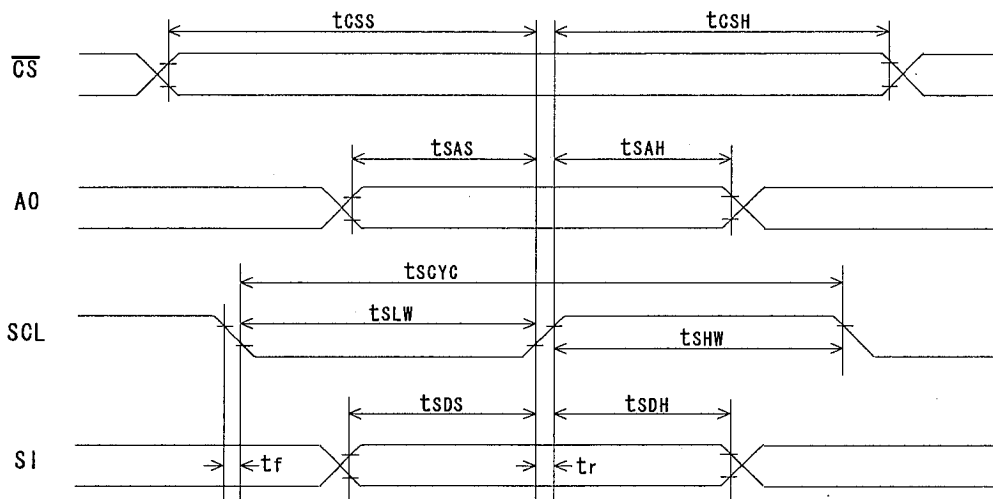 tCSS tCSH
CS
tSAS tSAH
A0
tSCYC
tSLW
SCL
tSHW
tSDS tSDH
SI
tf tr